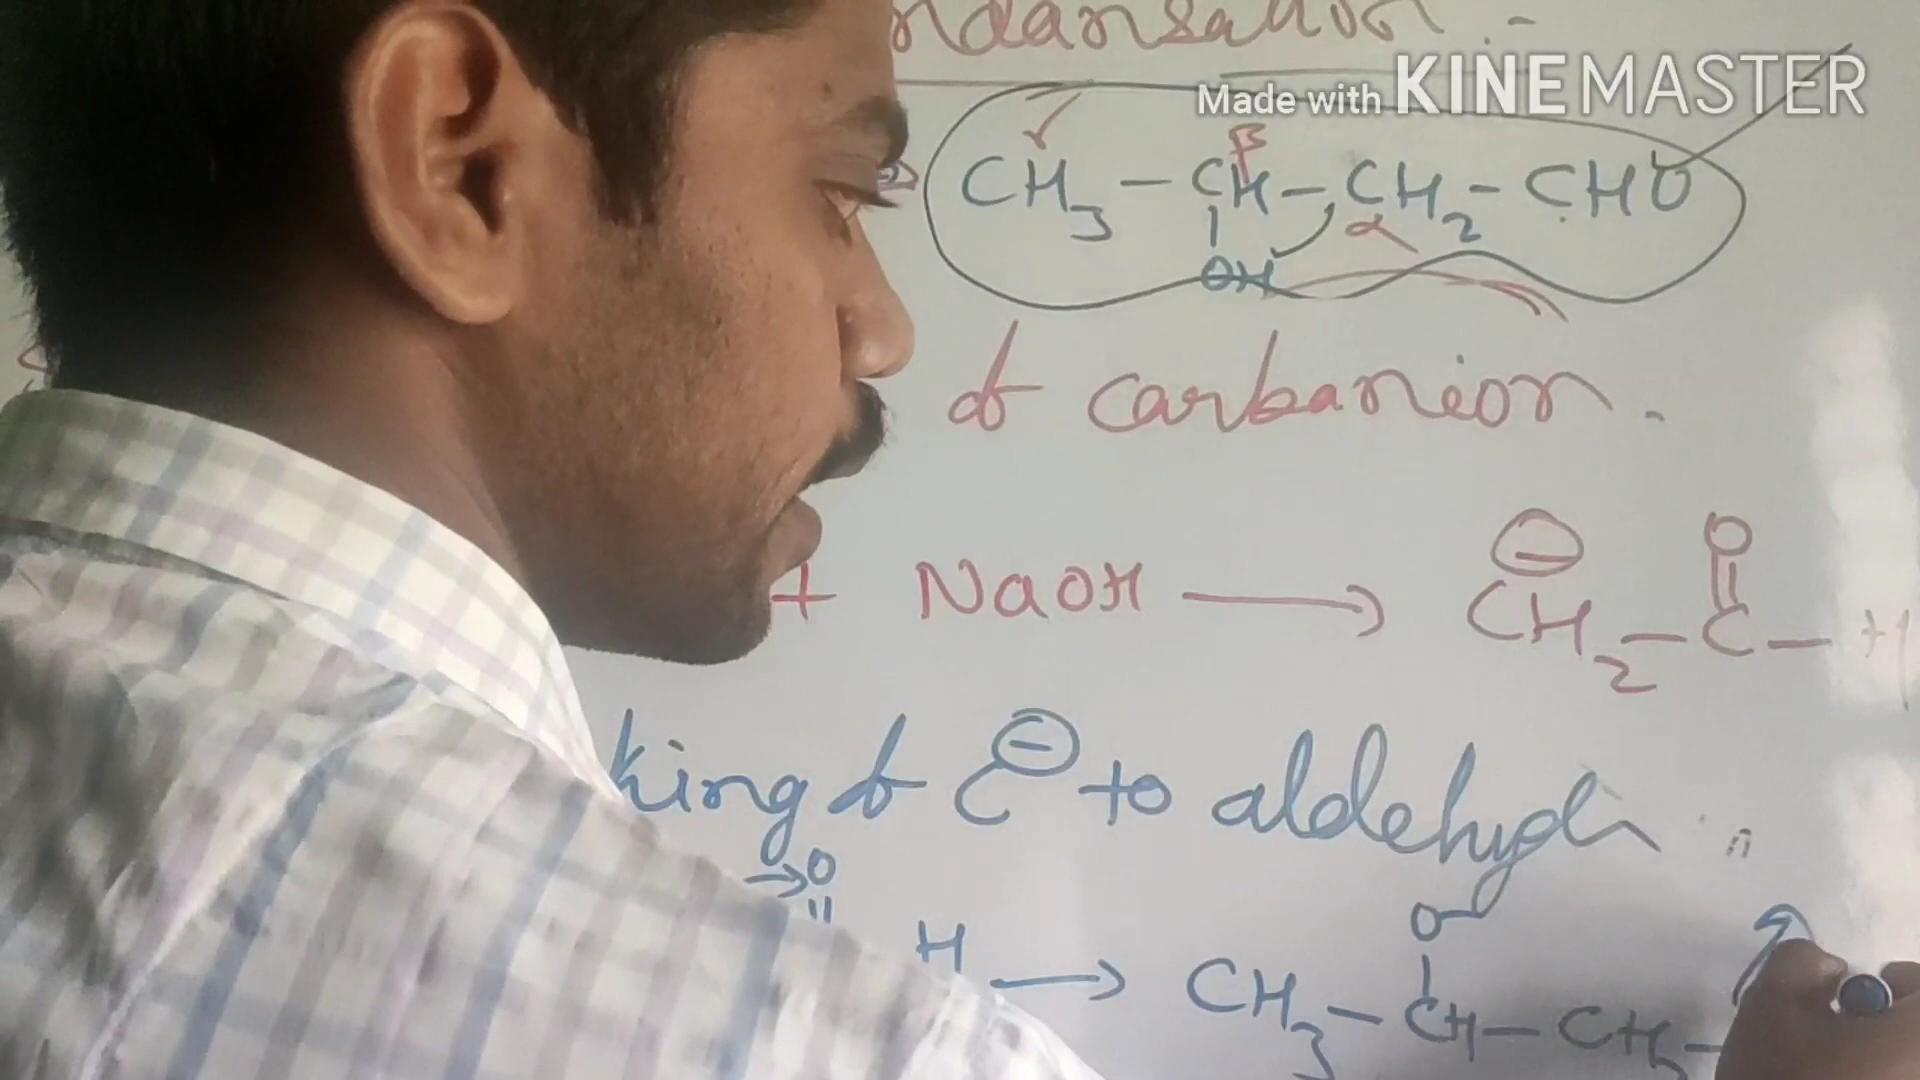 ndansation :-
Made with KINEMASTER
γ β
CH3 - CH - CH2 - CHO
α
OH
of carbanion.
⊖ O
+ NaOH → CH2 - C - H
king of C⊖ to aldehyde
O
O
H → CH3 - CH - CH2 -